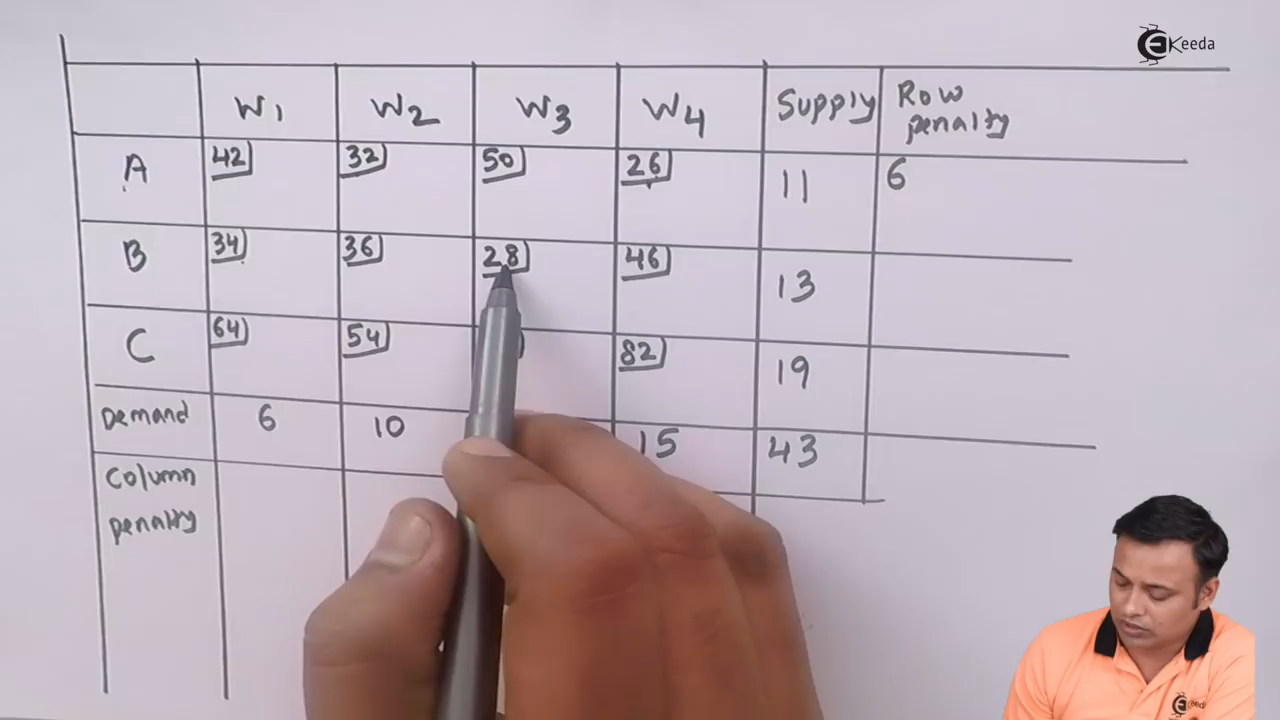 EKeeda
W1 W2 W3 W4 Supply Row penalty
A 42 32 50 26 11 6
B 34 36 28 46 13
C 64 54 82 19
Demand 6 10 15 43
Column
penalty
Keeda